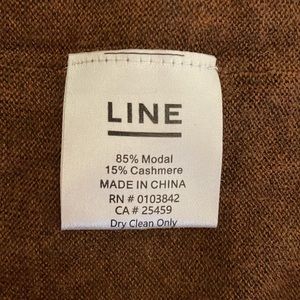 LINE
85% Modal
15% Cashmere
MADE IN CHINA
RN # 0103842
CA # 25459
Dry Clean Only